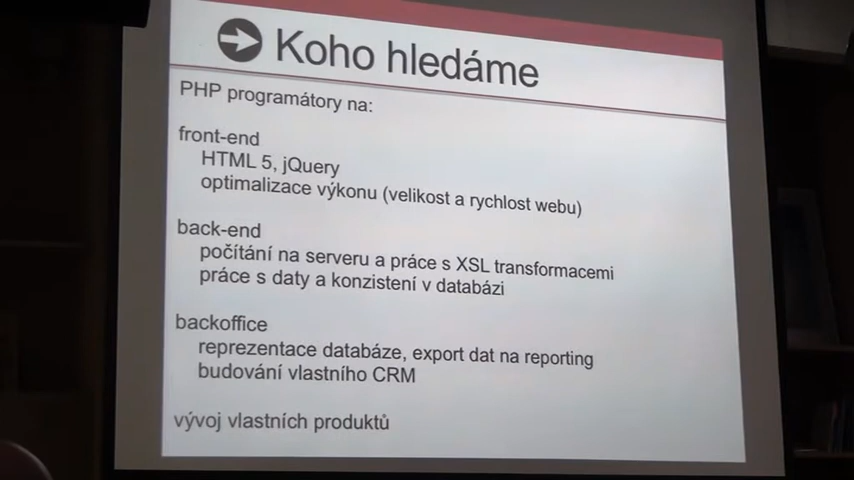 Koho hledáme
PHP programátory na:
front-end
HTML 5, jQuery
optimalizace výkonu (velikost a rychlost webu)
back-end
počítání na serveru a práce s XSL transformacemi
práce s daty a konzistení v databázi
backoffice
reprezentace databáze, export dat na reporting
budování vlastního CRM
vývoj vlastních produktů